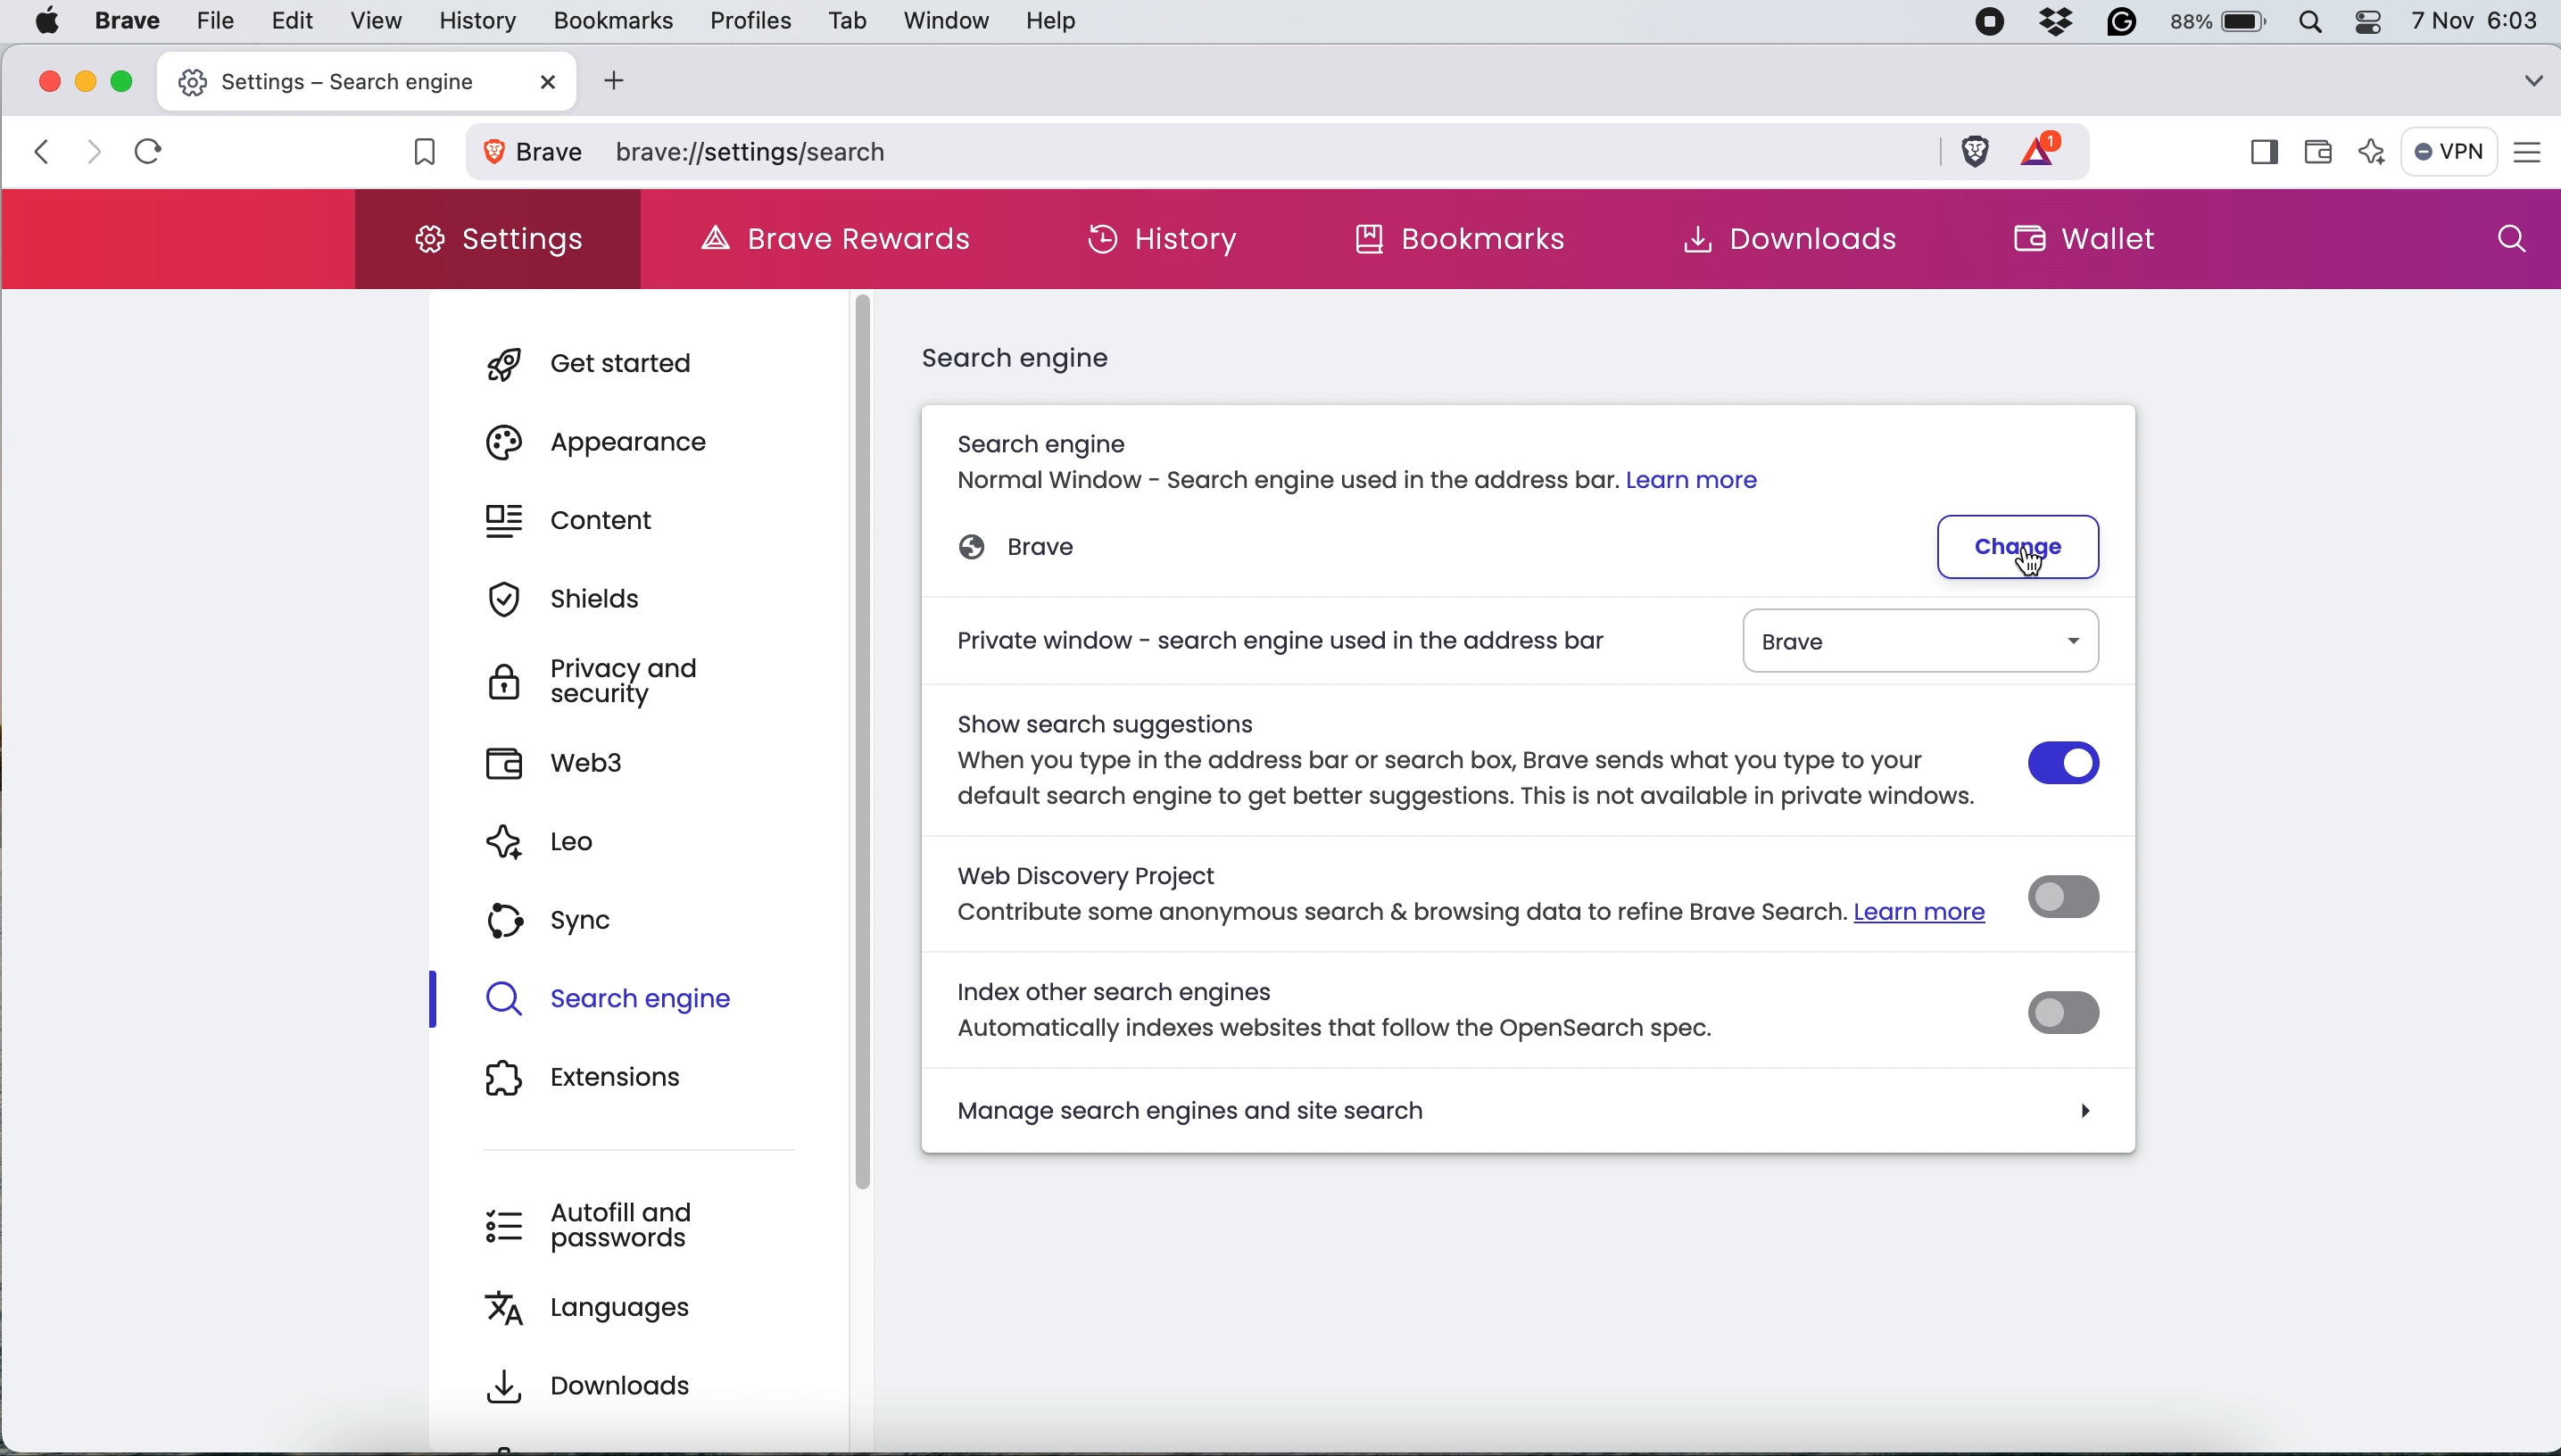 Brave File Edit View History Bookmarks Profiles Tab Window Help 88% 7 Nov 6:03
Settings – Search engine
Brave brave://settings/search 1 VPN
Settings Brave Rewards History Bookmarks Downloads Wallet
Get started
Appearance
Content
Shields
Privacy and
security
Web3
Leo
Sync
Search engine
Extensions
Autofill and
passwords
Languages
Downloads
Search engine
Search engine
Normal Window - Search engine used in the address bar. Learn more
Brave Change
Private window - search engine used in the address bar Brave
Show search suggestions
When you type in the address bar or search box, Brave sends what you type to your
default search engine to get better suggestions. This is not available in private windows.
Web Discovery Project
Contribute some anonymous search & browsing data to refine Brave Search. Learn more
Index other search engines
Automatically indexes websites that follow the OpenSearch spec.
Manage search engines and site search